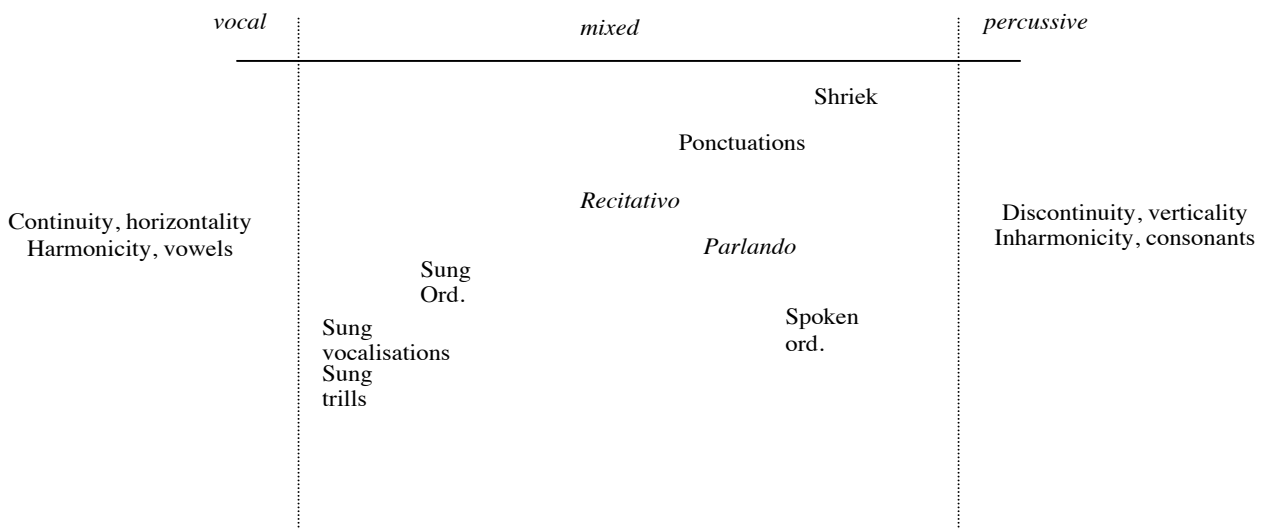 vocal
mixed
percussive
Shriek
Ponctuations
Recitativo
Continuity, horizontality
Harmonicity, vowels
Discontinuity, verticality
Inharmonicity, consonants
Parlando
Sung
Ord.
Spoken
ord.
Sung
vocalisations
Sung
trills